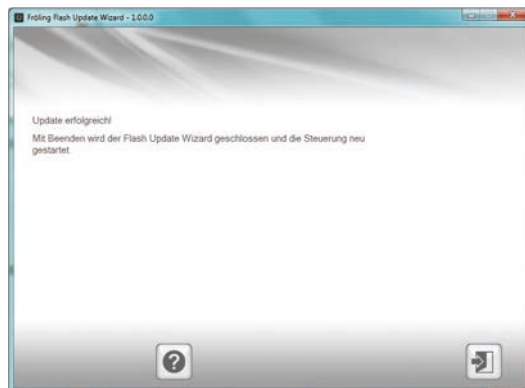 Fröling Flash Update Wizard - 1.0.0.0
Update erfolgreich!
Mit Beenden wird der Flash Update Wizard geschlossen und die Steuerung neu
gestartet